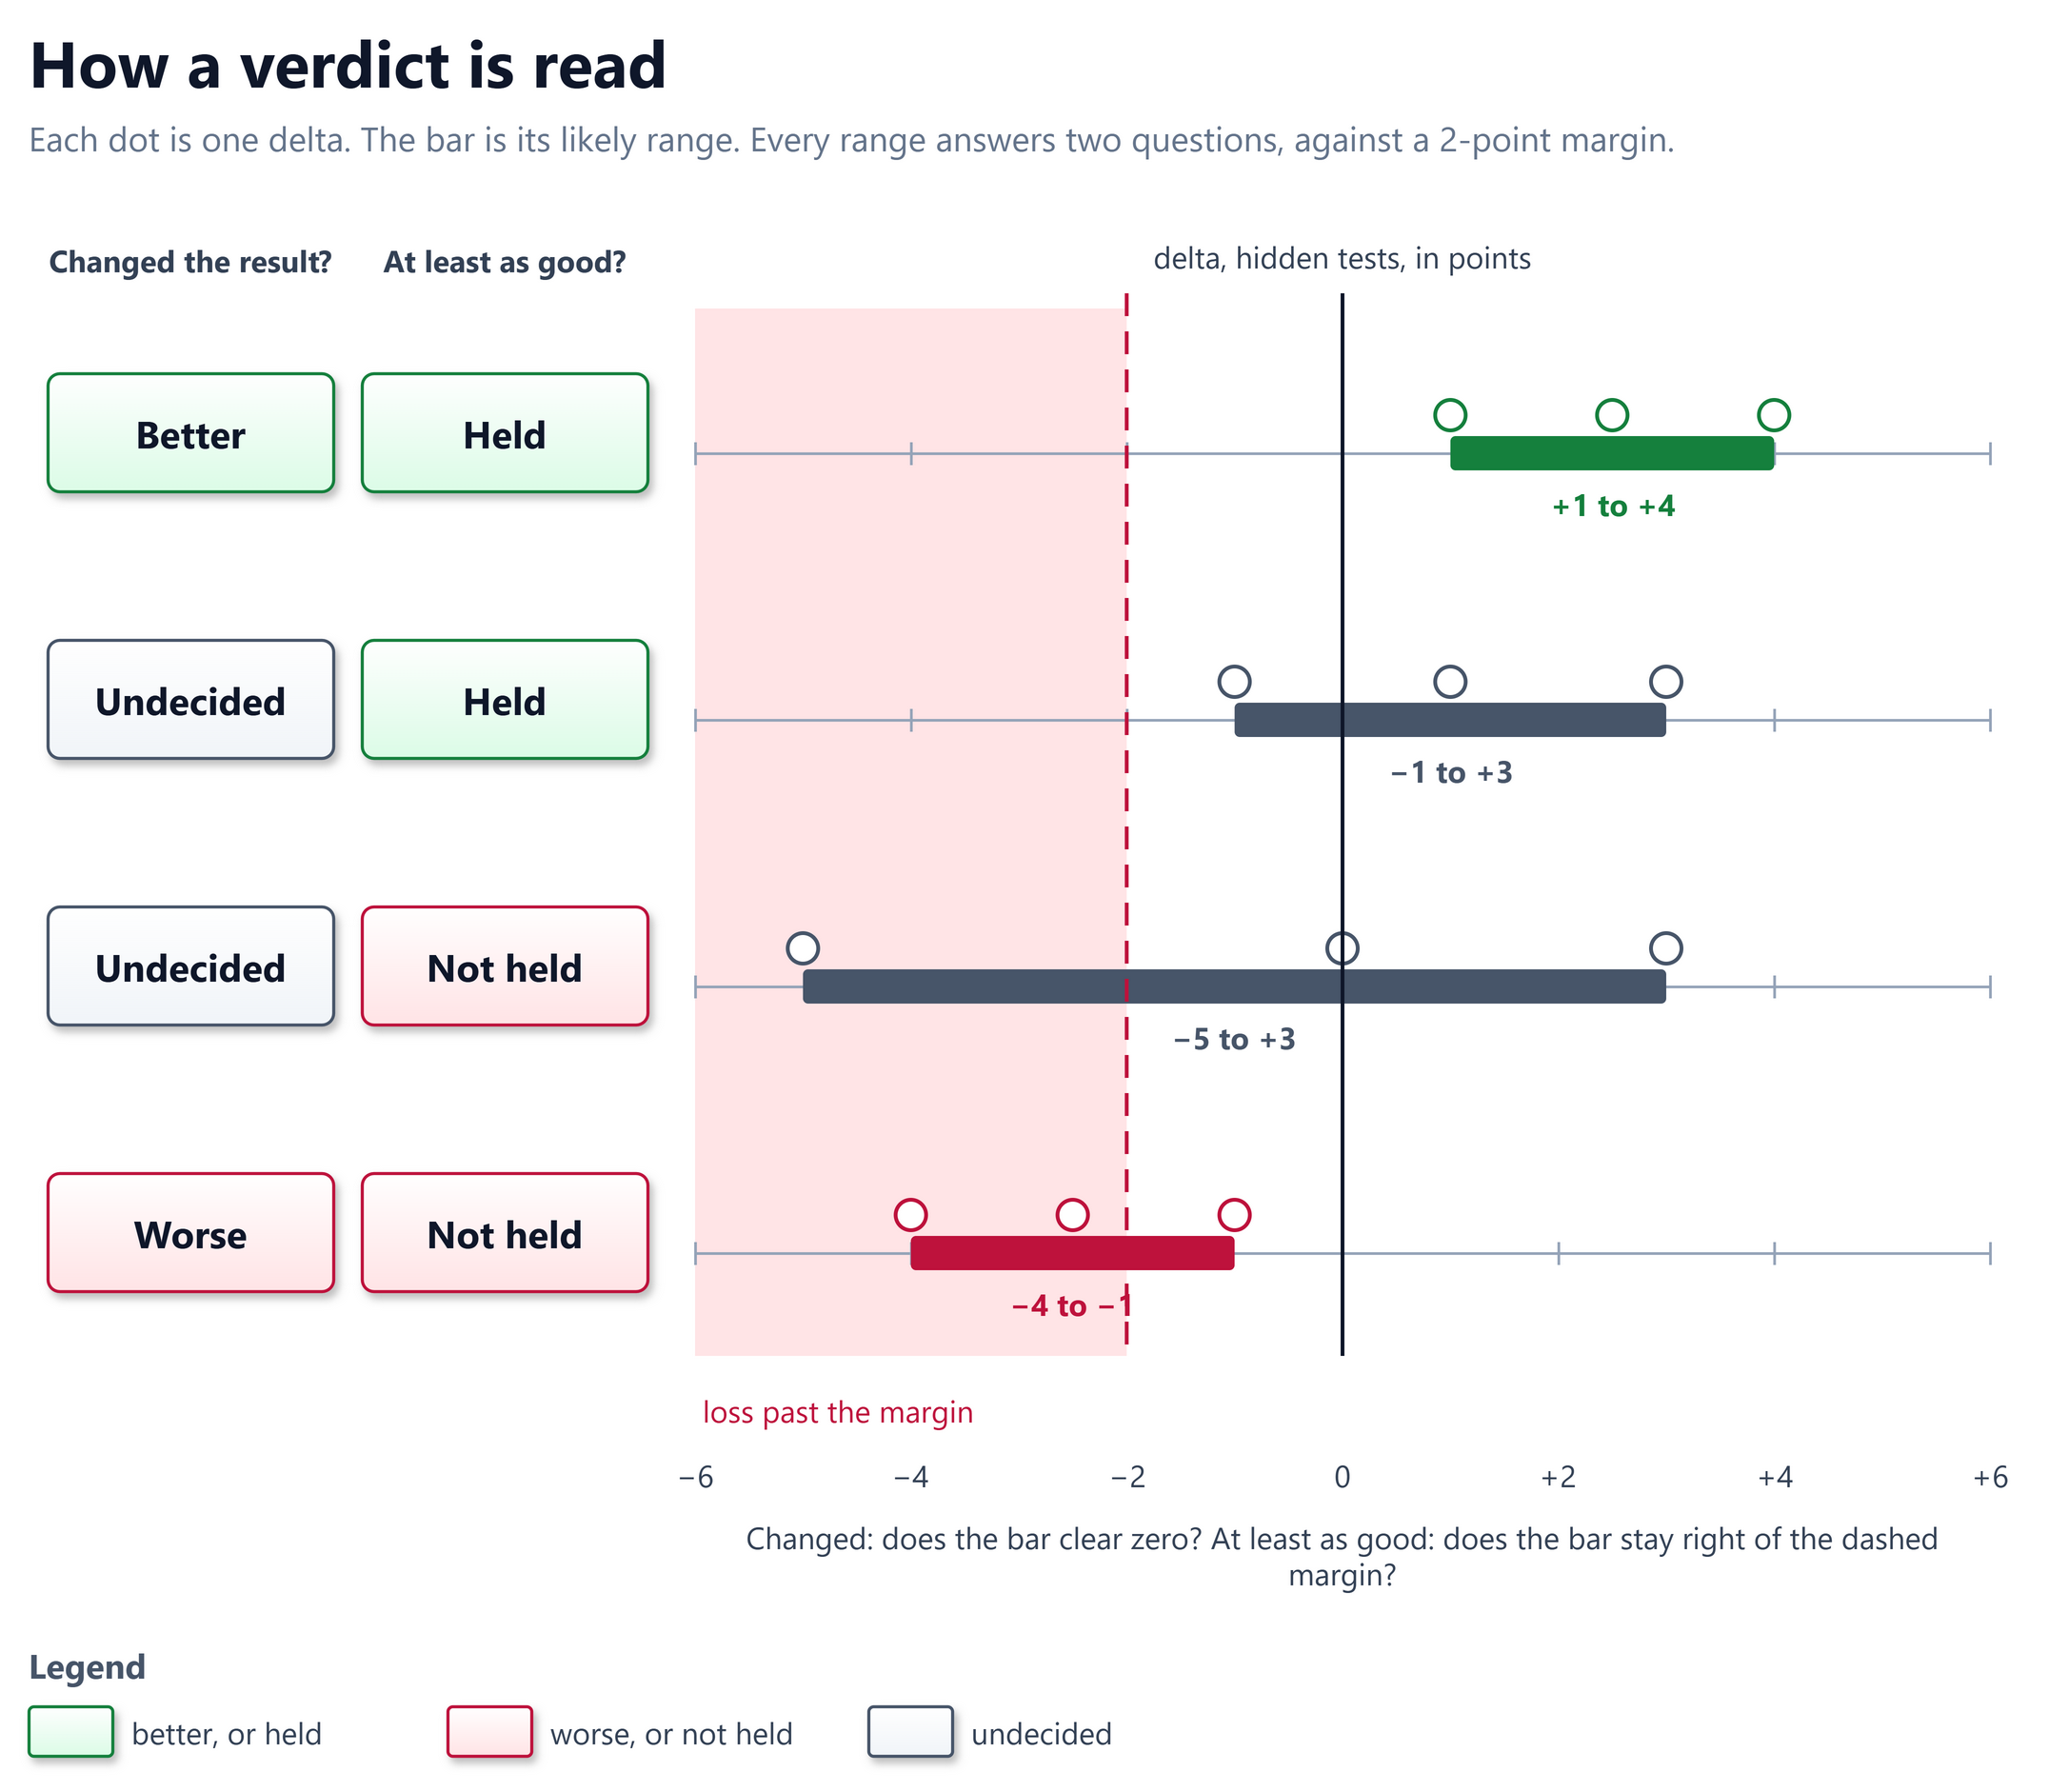 How a verdict is read
Each dot is one delta. The bar is its likely range. Every range answers two questions, against a 2-point margin.
Changed the result?
At least as good?
delta, hidden tests, in points
Better
Held
+1 to +4
Undecided
Held
−1 to +3
Undecided
Not held
−5 to +3
Worse
Not held
−4 to −1
loss past the margin
−6
−4
−2
0
+2
+4
+6
Changed: does the bar clear zero? At least as good: does the bar stay right of the dashed
margin?
Legend
better, or held
worse, or not held
undecided